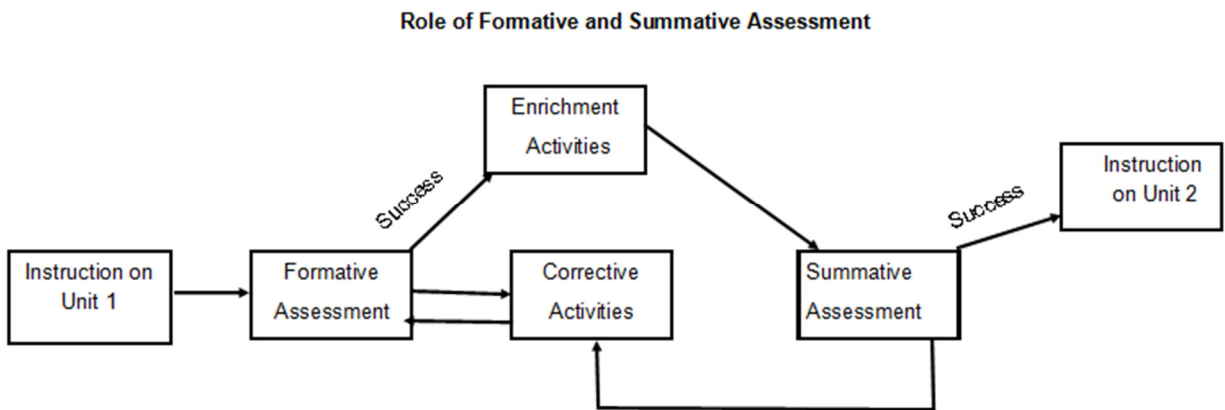 Role of Formative and Summative Assessment
Enrichment
Activities
Success
Instruction
on Unit 2
Success
Instruction on
Unit 1
Formative
Assessment
Corrective
Activities
Summative
Assessment